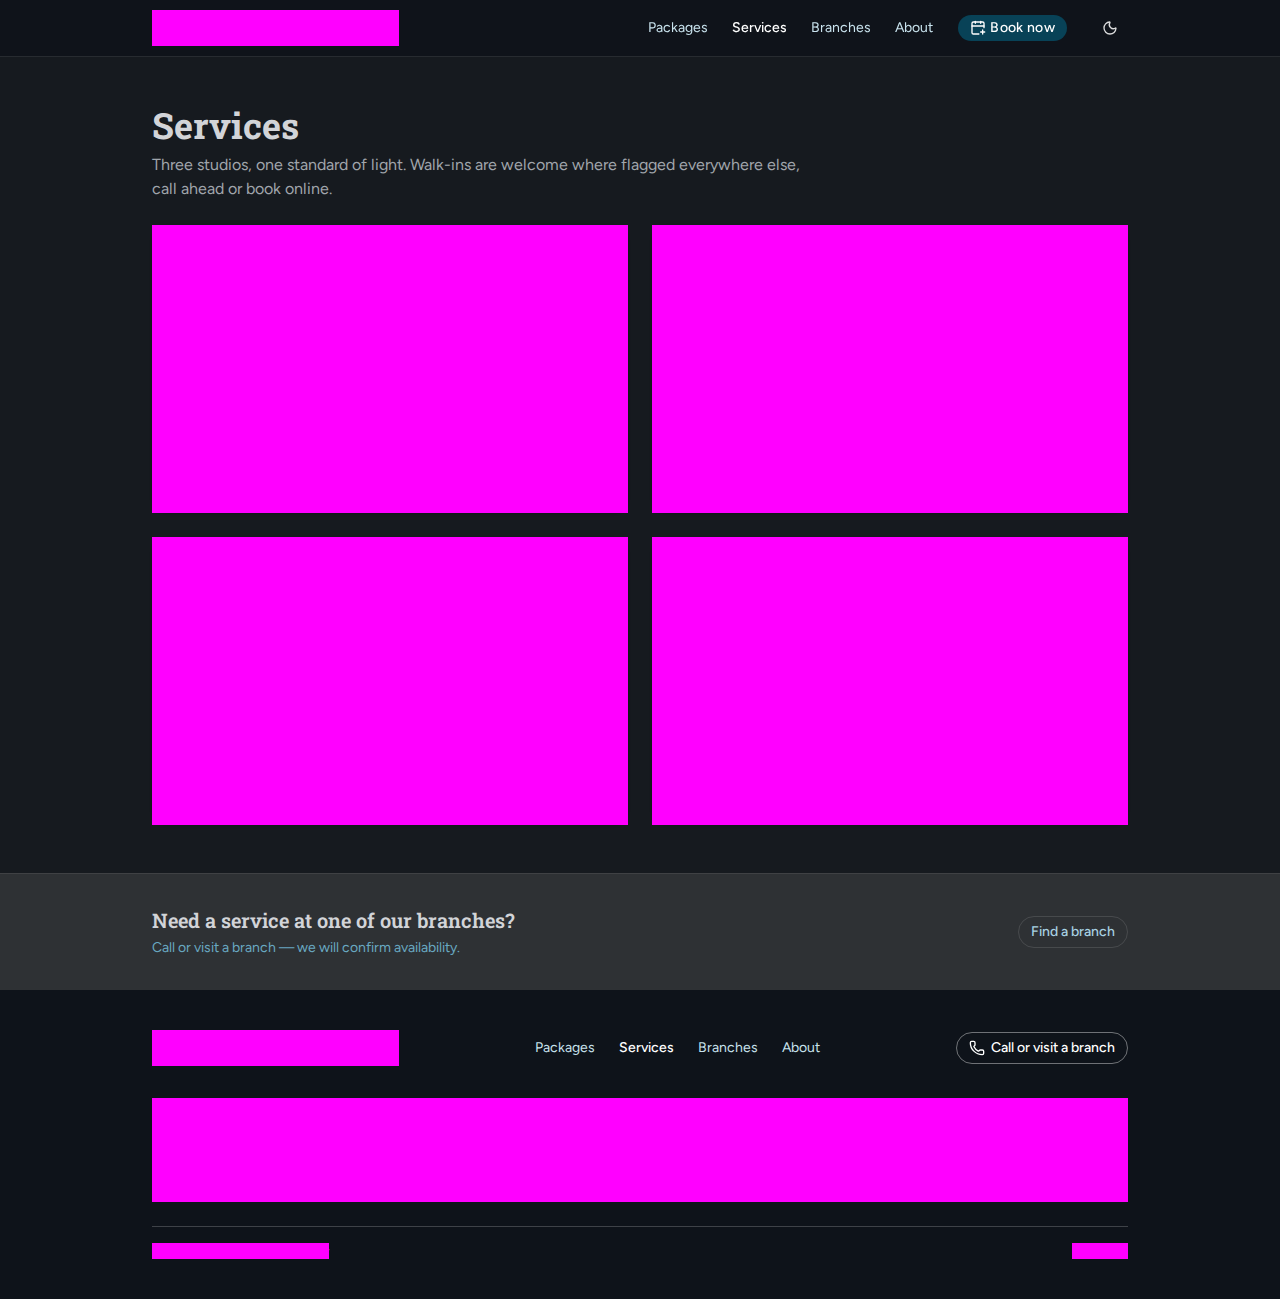 Packages Services Branches About Book now
Services
Three studios, one standard of light. Walk-ins are welcome where flagged everywhere else,
call ahead or book online.
Need a service at one of our branches?
Call or visit a branch — we will confirm availability.
Find a branch
Packages Services Branches About Call or visit a branch